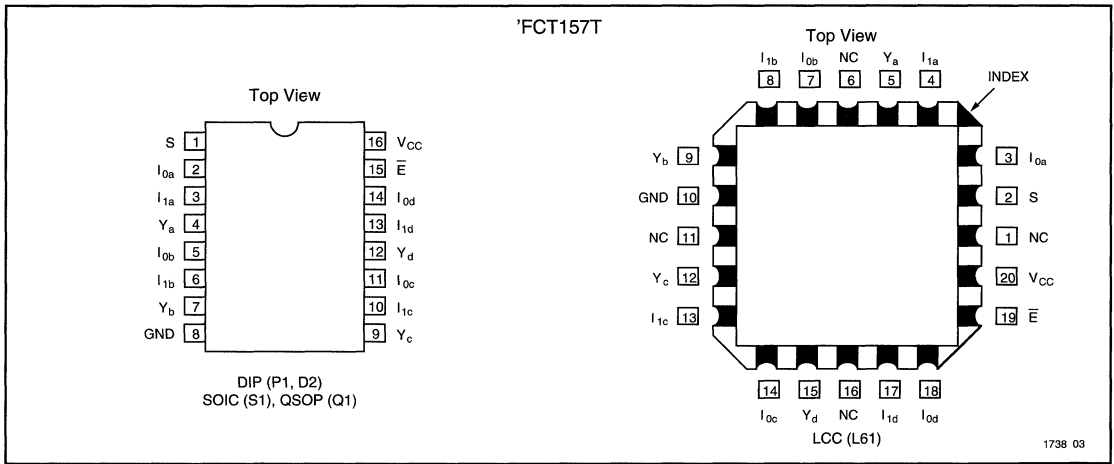 'FCT157T
Top View
S 1 16 VCC
I0a 2 15 E̅
I1a 3 14 I0d
Ya 4 13 I1d
I0b 5 12 Yd
I1b 6 11 I0c
Yb 7 10 I1c
GND 8 9 Yc
DIP (P1, D2)
SOIC (S1), QSOP (Q1)
Top View
I1b I0b NC Ya I1a
8 7 6 5 4
INDEX
Yb 9 3 I0a
GND 10 2 S
NC 11 1 NC
Yc 12 20 VCC
I1c 13 19 E̅
14 15 16 17 18
I0c Yd NC I1d I0d
LCC (L61)
1738 03